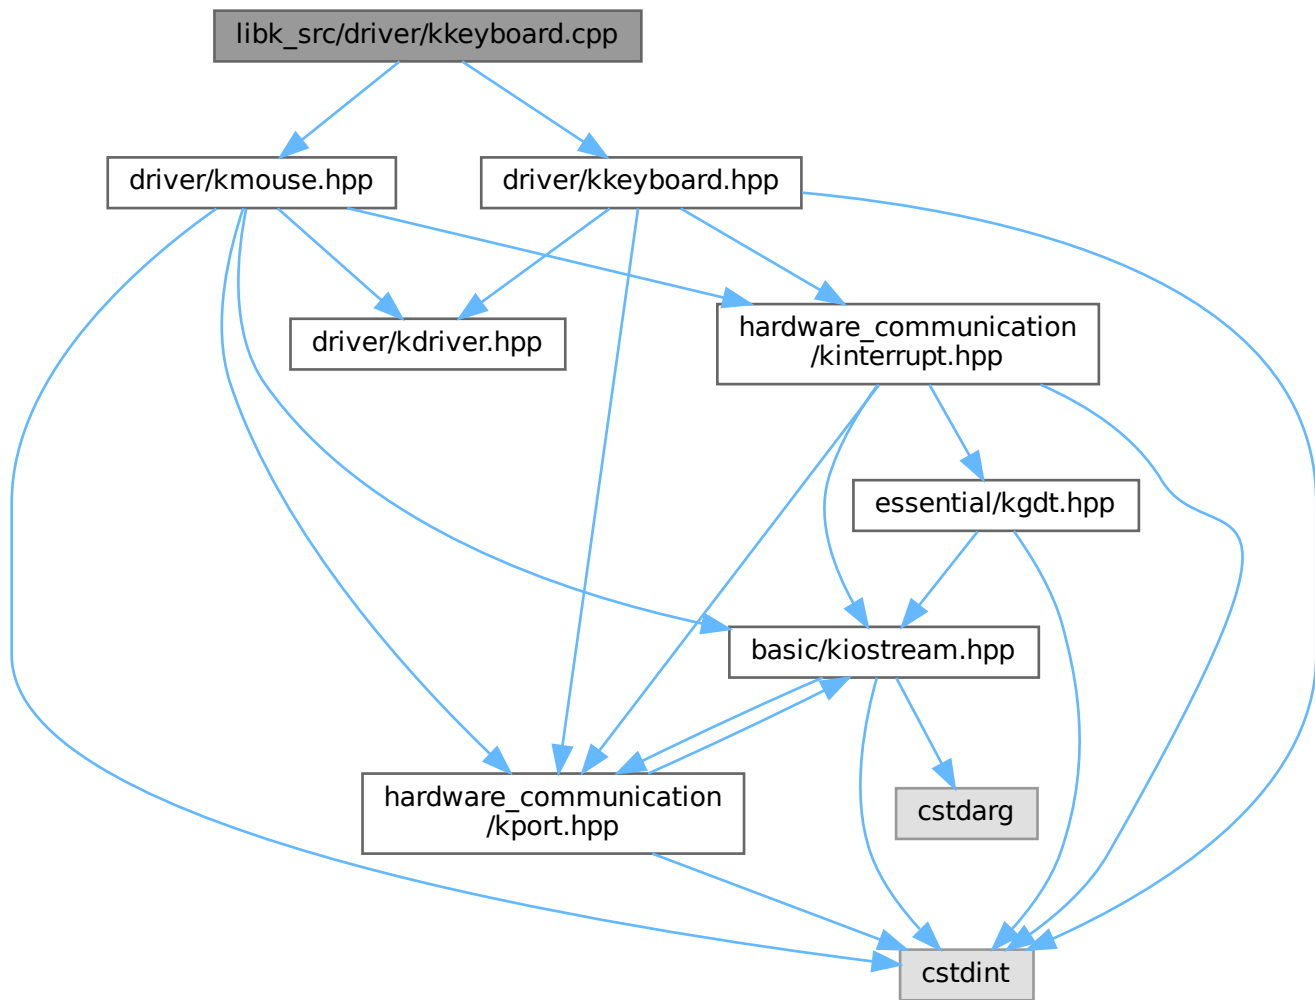 libk_src/driver/kkeyboard.cpp
driver/kmouse.hpp
driver/kkeyboard.hpp
driver/kdriver.hpp
hardware_communication
/kinterrupt.hpp
essential/kgdt.hpp
basic/kiostream.hpp
hardware_communication
/kport.hpp
cstdarg
cstdint